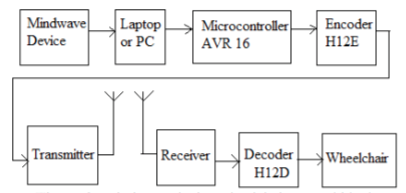 Mindwave
Device
Laptop
or PC
Microcontroller
AVR 16
Encoder
H12E
Transmitter
Receiver
Decoder
H12D
Wheelchair